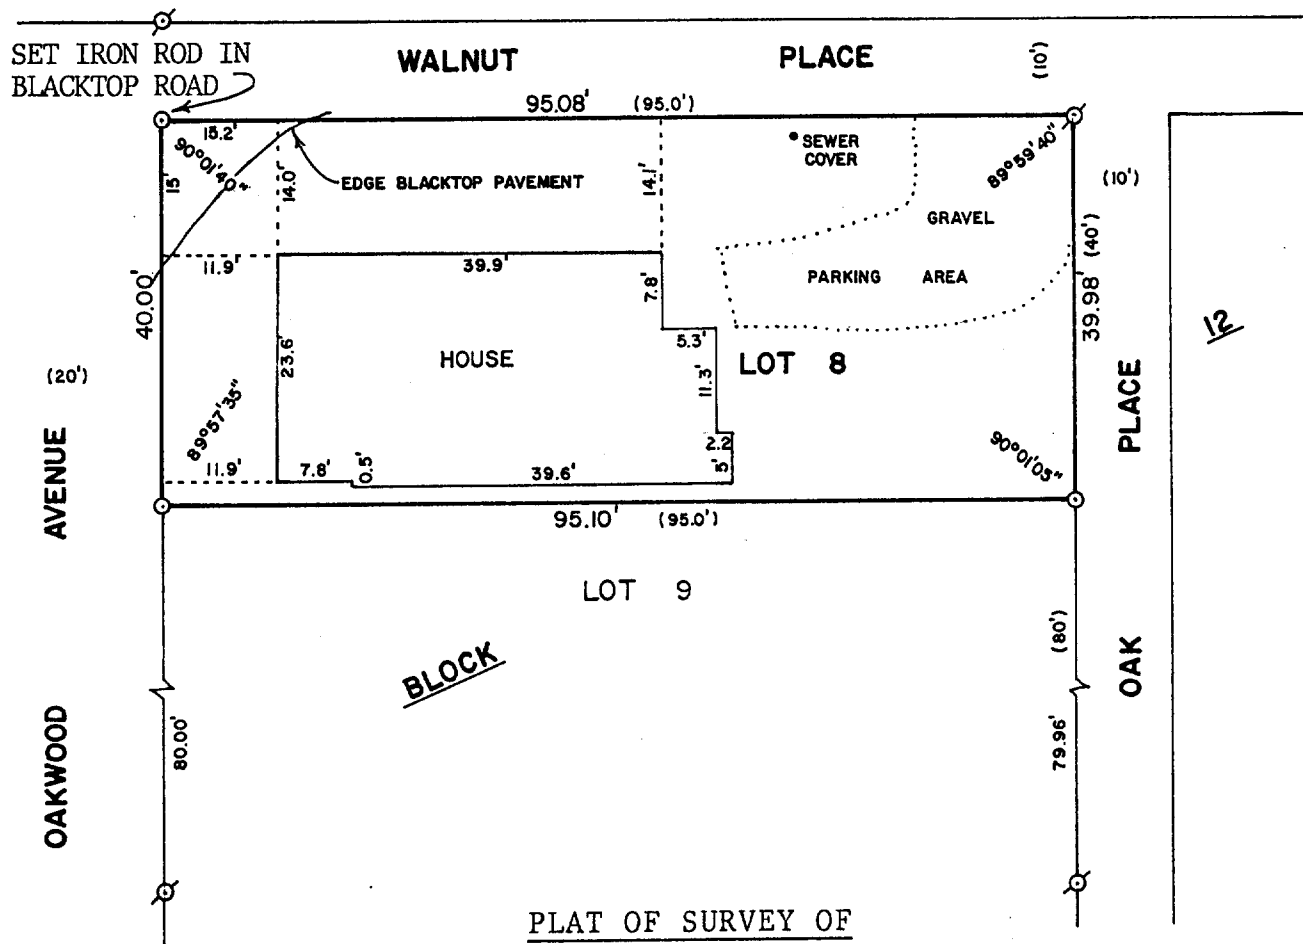 SET IRON ROD IN
BLACKTOP ROAD
WALNUT PLACE
(10')
95.08' (95.0')
15.2'
90°01'40"
15'
14.0'
EDGE BLACKTOP PAVEMENT
14.1'
SEWER
COVER
89°59'40"
(10')
GRAVEL
PARKING AREA
11.9'
39.9'
7.8'
40.00'
39.98' (40')
12
5.3'
23.6'
HOUSE
LOT 8
11.3'
(20')
89°57'35"
2.2
5'
90°01'05"
11.9'
7.8'
0.5'
39.6'
95.10' (95.0')
OAKWOOD AVENUE
OAK PLACE
LOT 9
BLOCK
(80')
80.00'
79.96'
PLAT OF SURVEY OF